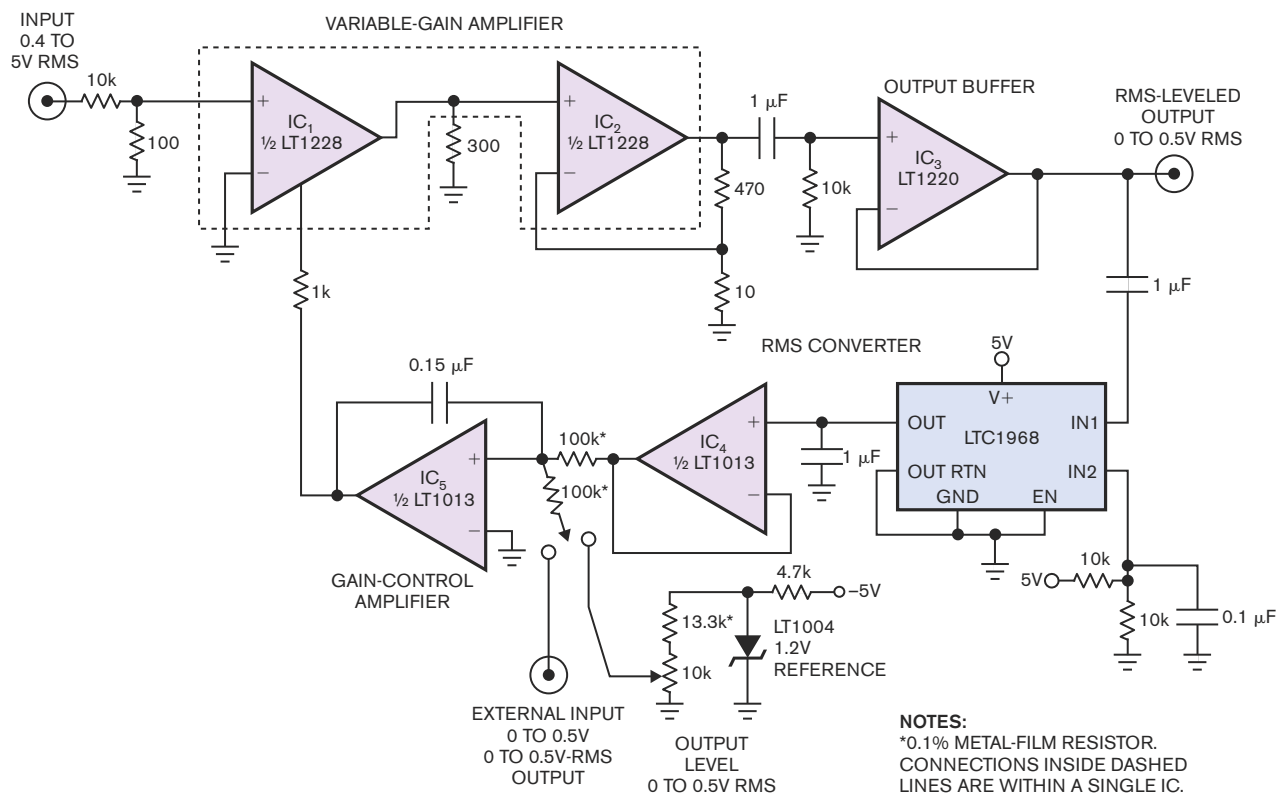 INPUT
0.4 TO
5V RMS
VARIABLE-GAIN AMPLIFIER
10k
100
+
−
IC1
½ LT1228
300
+
−
IC2
½ LT1228
1 μF
470
10
10k
OUTPUT BUFFER
+
−
IC3
LT1220
RMS-LEVELED
OUTPUT
0 TO 0.5V RMS
1k
1 μF
RMS CONVERTER
5V
V+
OUT
LTC1968
IN1
OUT RTN
IN2
GND
EN
0.15 μF
+
−
IC5
½ LT1013
100k*
100k*
+
−
IC4
½ LT1013
1 μF
GAIN-CONTROL
AMPLIFIER
4.7k
−5V
13.3k*
10k
LT1004
1.2V
REFERENCE
5V
10k
10k
0.1 μF
EXTERNAL INPUT
0 TO 0.5V
0 TO 0.5V-RMS
OUTPUT
OUTPUT
LEVEL
0 TO 0.5V RMS
NOTES:
*0.1% METAL-FILM RESISTOR.
CONNECTIONS INSIDE DASHED
LINES ARE WITHIN A SINGLE IC.